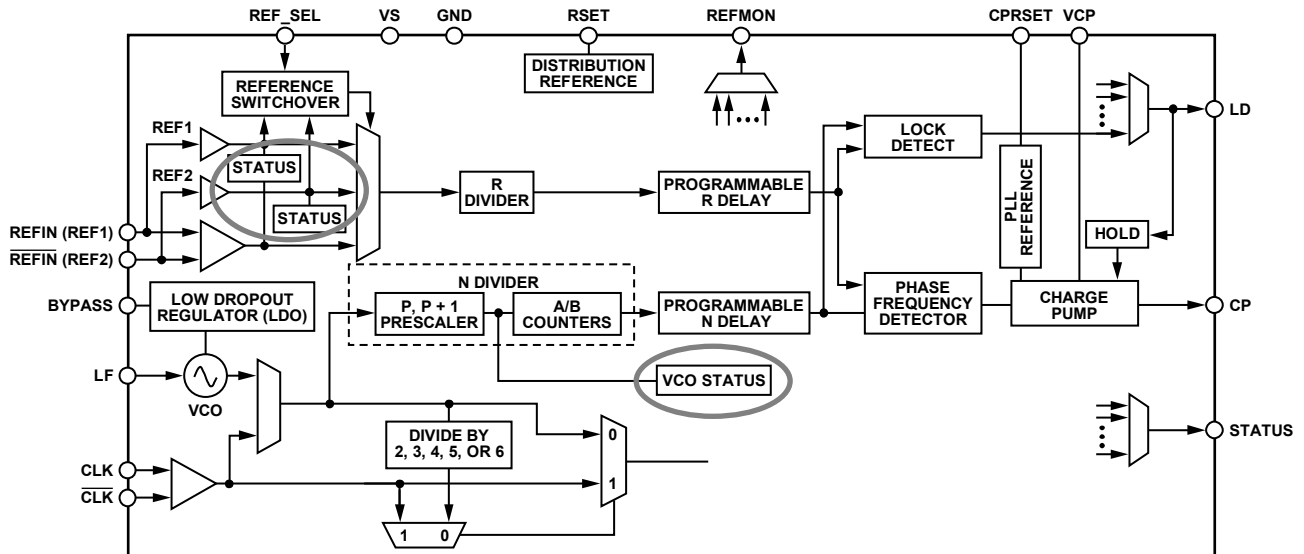 REF_SEL
VS
GND
RSET
REFMON
CPRSET
VCP
DISTRIBUTION
REFERENCE
REFERENCE
SWITCHOVER
REF1
STATUS
REF2
STATUS
REFIN (REF1)
REFIN (REF2)
BYPASS
LOW DROPOUT
REGULATOR (LDO)
LF
VCO
CLK
CLK
R
DIVIDER
PROGRAMMABLE
R DELAY
LOCK
DETECT
LD
PLL
REFERENCE
HOLD
N DIVIDER
P, P + 1
PRESCALER
A/B
COUNTERS
PROGRAMMABLE
N DELAY
PHASE
FREQUENCY
DETECTOR
CHARGE
PUMP
CP
VCO STATUS
DIVIDE BY
2, 3, 4, 5, OR 6
0
1
1 0
STATUS